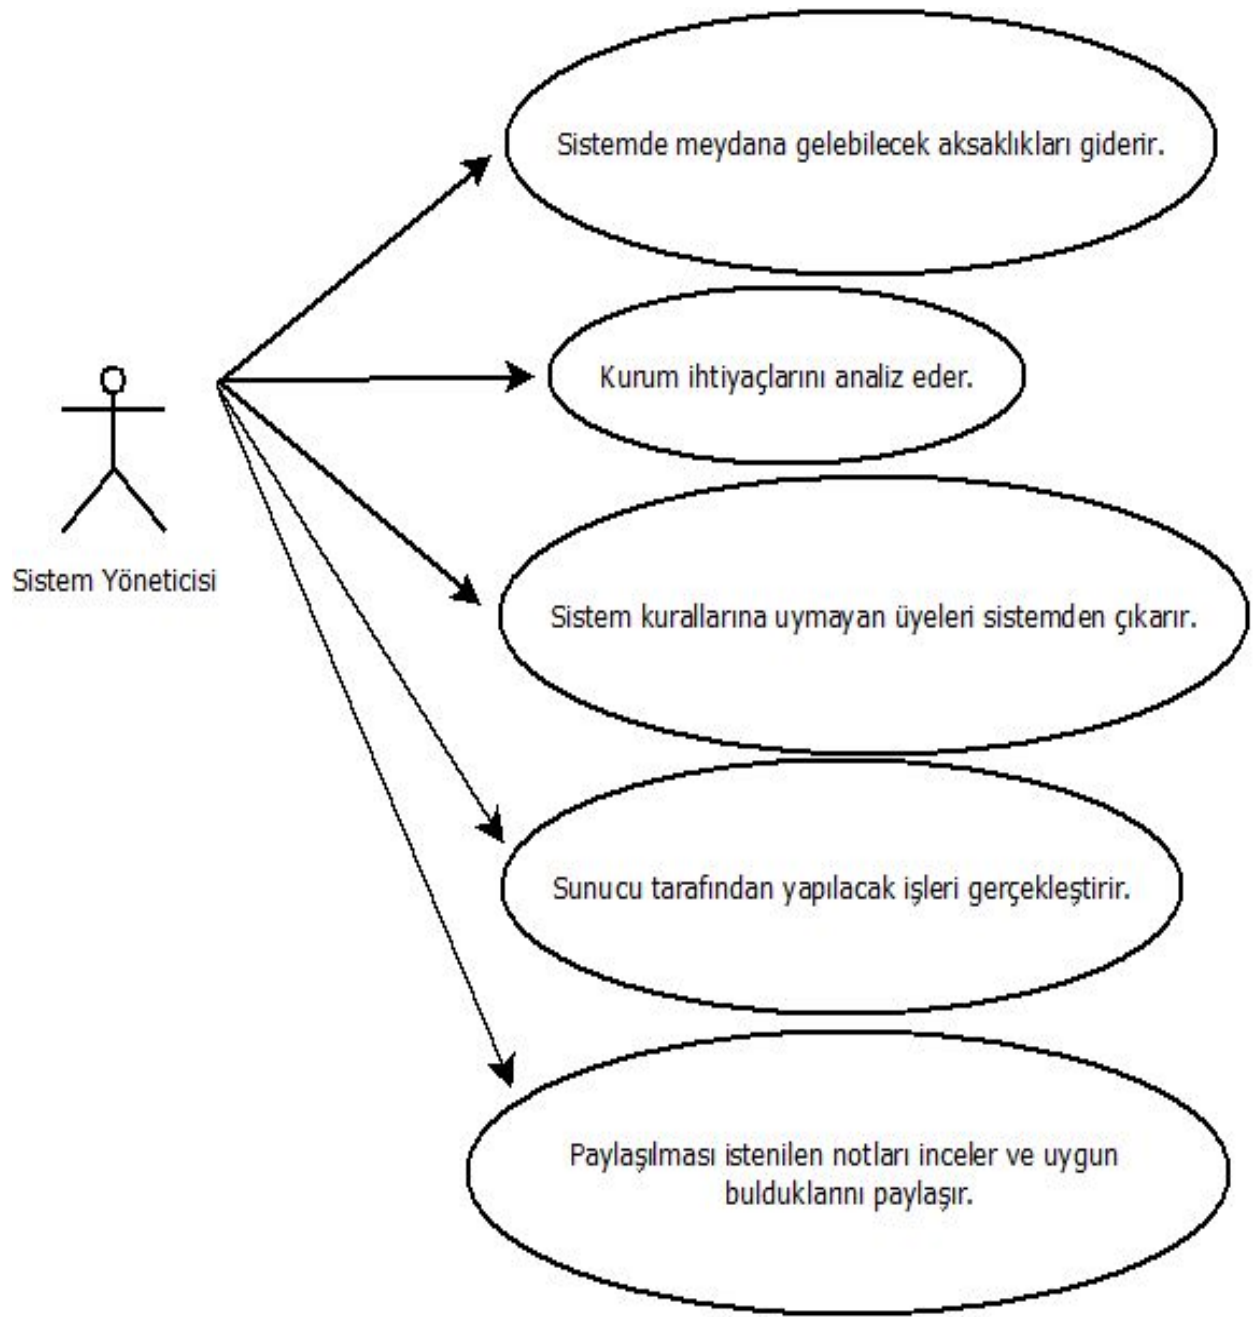 Sistemde meydana gelebilecek aksaklıkları giderir.
Kurum ihtiyaçlarını analiz eder.
Sistem Yöneticisi
Sistem kurallarına uymayan üyeleri sistemden çıkarır.
Sunucu tarafından yapılacak işleri gerçekleştirir.
Paylaşılması istenilen notları inceler ve uygun
bulduklarını paylaşır.